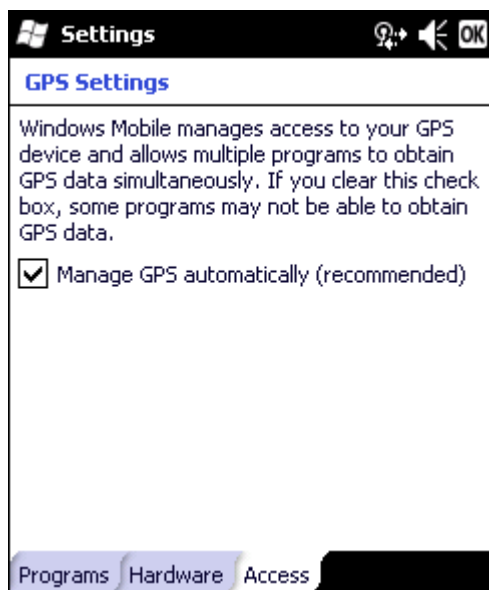 Settings
OK
GPS Settings
Windows Mobile manages access to your GPS
device and allows multiple programs to obtain
GPS data simultaneously. If you clear this check
box, some programs may not be able to obtain
GPS data.
Manage GPS automatically (recommended)
Programs Hardware Access